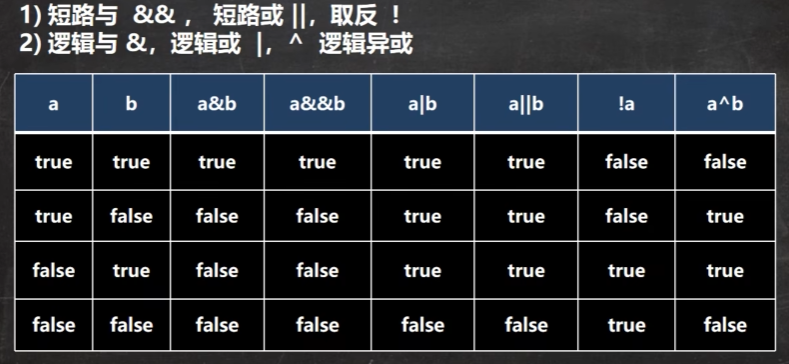 1) 短路与 && ， 短路或 ||，取反 ！
2) 逻辑与 &，逻辑或 |，^ 逻辑异或
a b a&b a&&b a|b a||b !a a^b
true true true true true true false false
true false false false true true false true
false true false false true true true true
false false false false false false true false